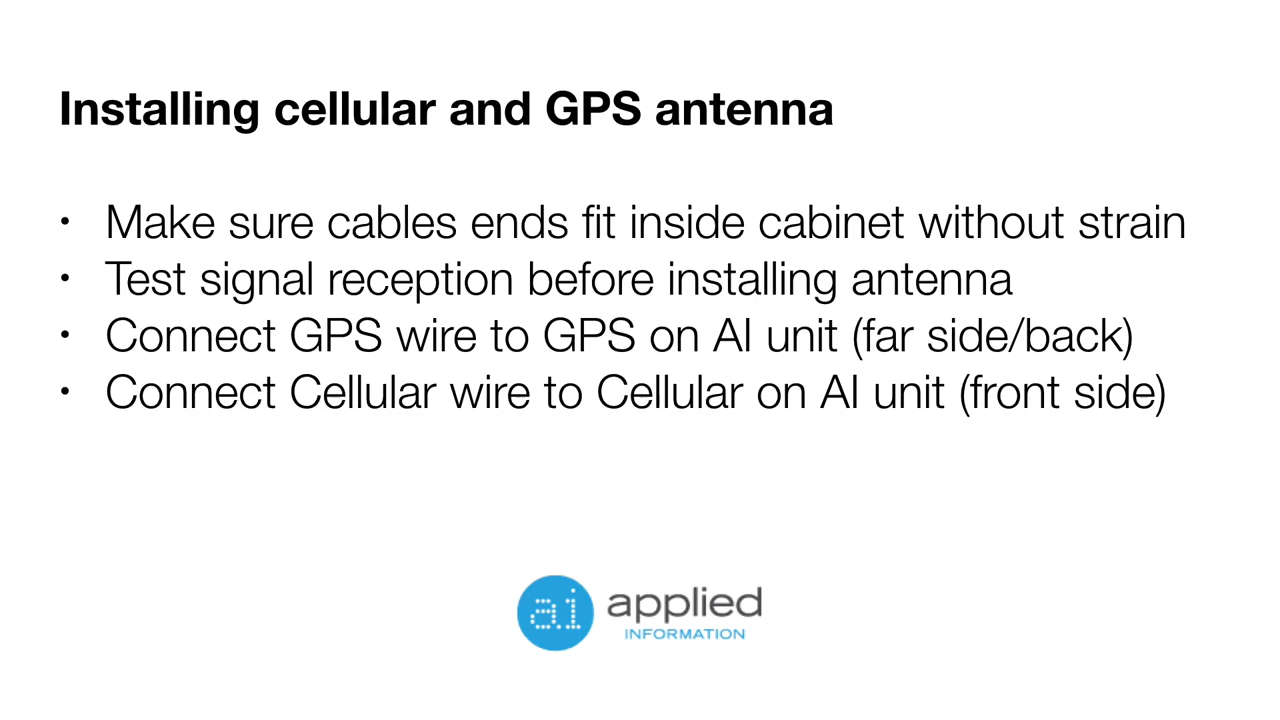 Installing cellular and GPS antenna
• Make sure cables ends fit inside cabinet without strain
• Test signal reception before installing antenna
• Connect GPS wire to GPS on AI unit (far side/back)
• Connect Cellular wire to Cellular on AI unit (front side)
a.i applied
INFORMATION